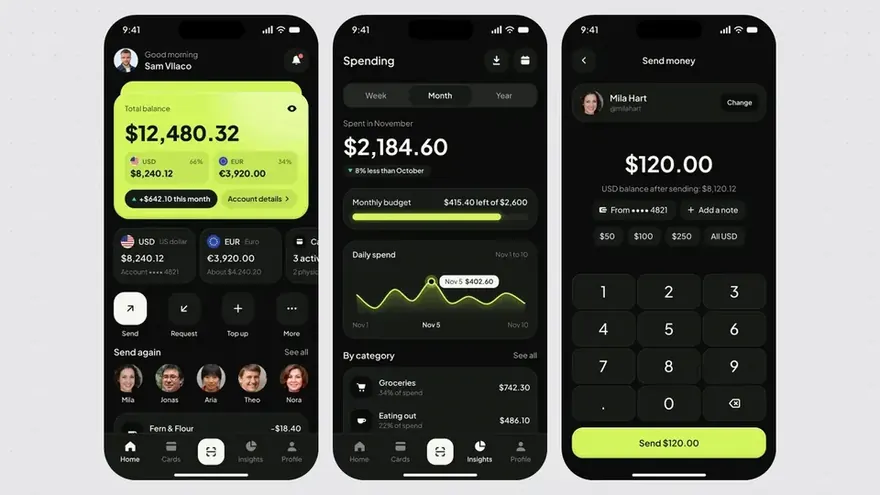 9:41
Good morning
Sam Vllaco
Total balance
$12,480.32
USD 66%
$8,240.12
EUR 34%
€3,920.00
+$642.10 this month
Account details
USD US dollar
$8,240.12
Account •••• 4821
EUR Euro
€3,920.00
About $4,240.20
Ca
3 activ
2 physic
Send
Request
Top up
More
Send again
See all
Mila
Jonas
Aria
Theo
Nora
Fern & Flour
-$18.40
Home
Cards
Insights
Profile
9:41
Spending
Week
Month
Year
Spent in November
$2,184.60
8% less than October
Monthly budget
$415.40 left of $2,600
Daily spend
Nov 1 to 10
Nov 5 $402.60
Nov 1
Nov 5
Nov 10
By category
See all
Groceries
34% of spend
$742.30
Eating out
22% of spend
$486.10
Home
Cards
Insights
Profile
9:41
Send money
Mila Hart
@milahart
Change
$120.00
USD balance after sending: $8,120.12
From •••• 4821
+ Add a note
$50
$100
$250
All USD
1
2
3
4
5
6
7
8
9
.
0
Send $120.00